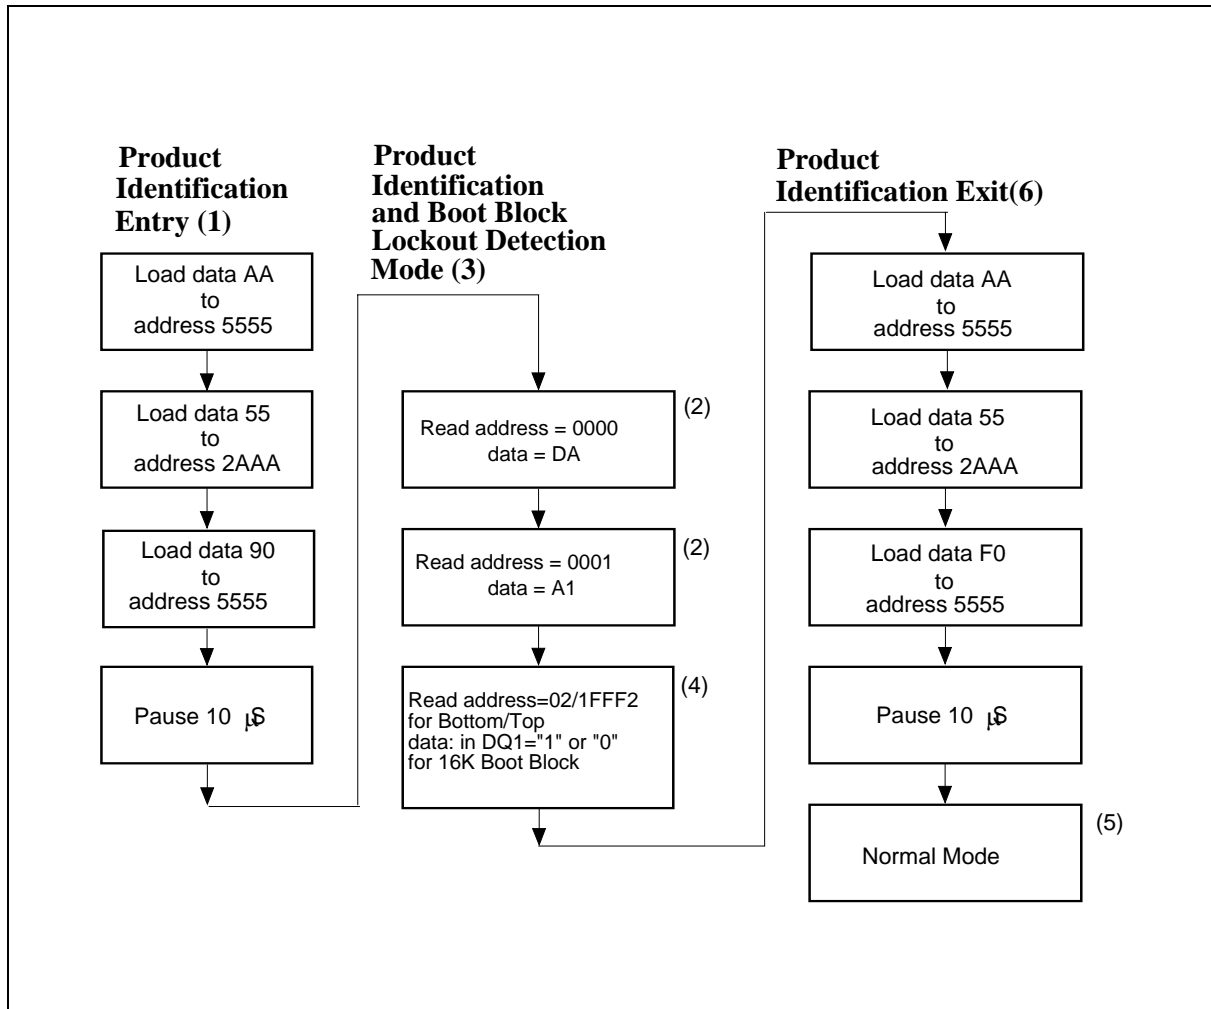 Product
Identification
Entry (1)
Load data AA
to
address 5555
Load data 55
to
address 2AAA
Load data 90
to
address 5555
Pause 10 μS
Product
Identification
and Boot Block
Lockout Detection
Mode (3)
Read address = 0000
data = DA
(2)
Read address = 0001
data = A1
(2)
Read address=02/1FFF2
for Bottom/Top
data: in DQ1="1" or "0"
for 16K Boot Block
(4)
Product
Identification Exit(6)
Load data AA
to
address 5555
Load data 55
to
address 2AAA
Load data F0
to
address 5555
Pause 10 μS
Normal Mode
(5)